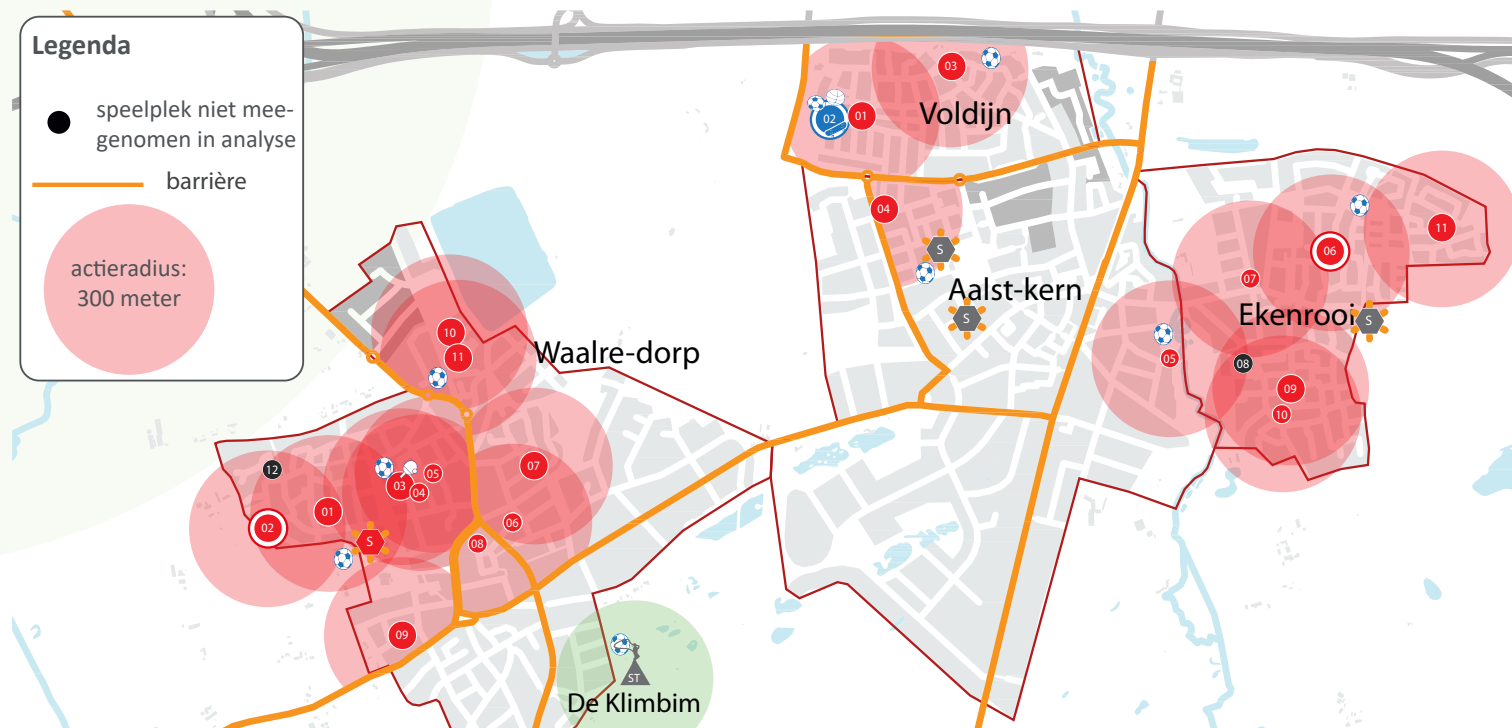 Legenda
speelplek niet mee-
genomen in analyse
barrière
actieradius:
300 meter
03
Voldijn
02
01
04
S
Aalst-kern
S
11
06
07
Ekenrooi
S
05
08
09
10
10
11
Waalre-dorp
12
05
03
04
07
01
02
06
S
08
09
ST
De Klimbim